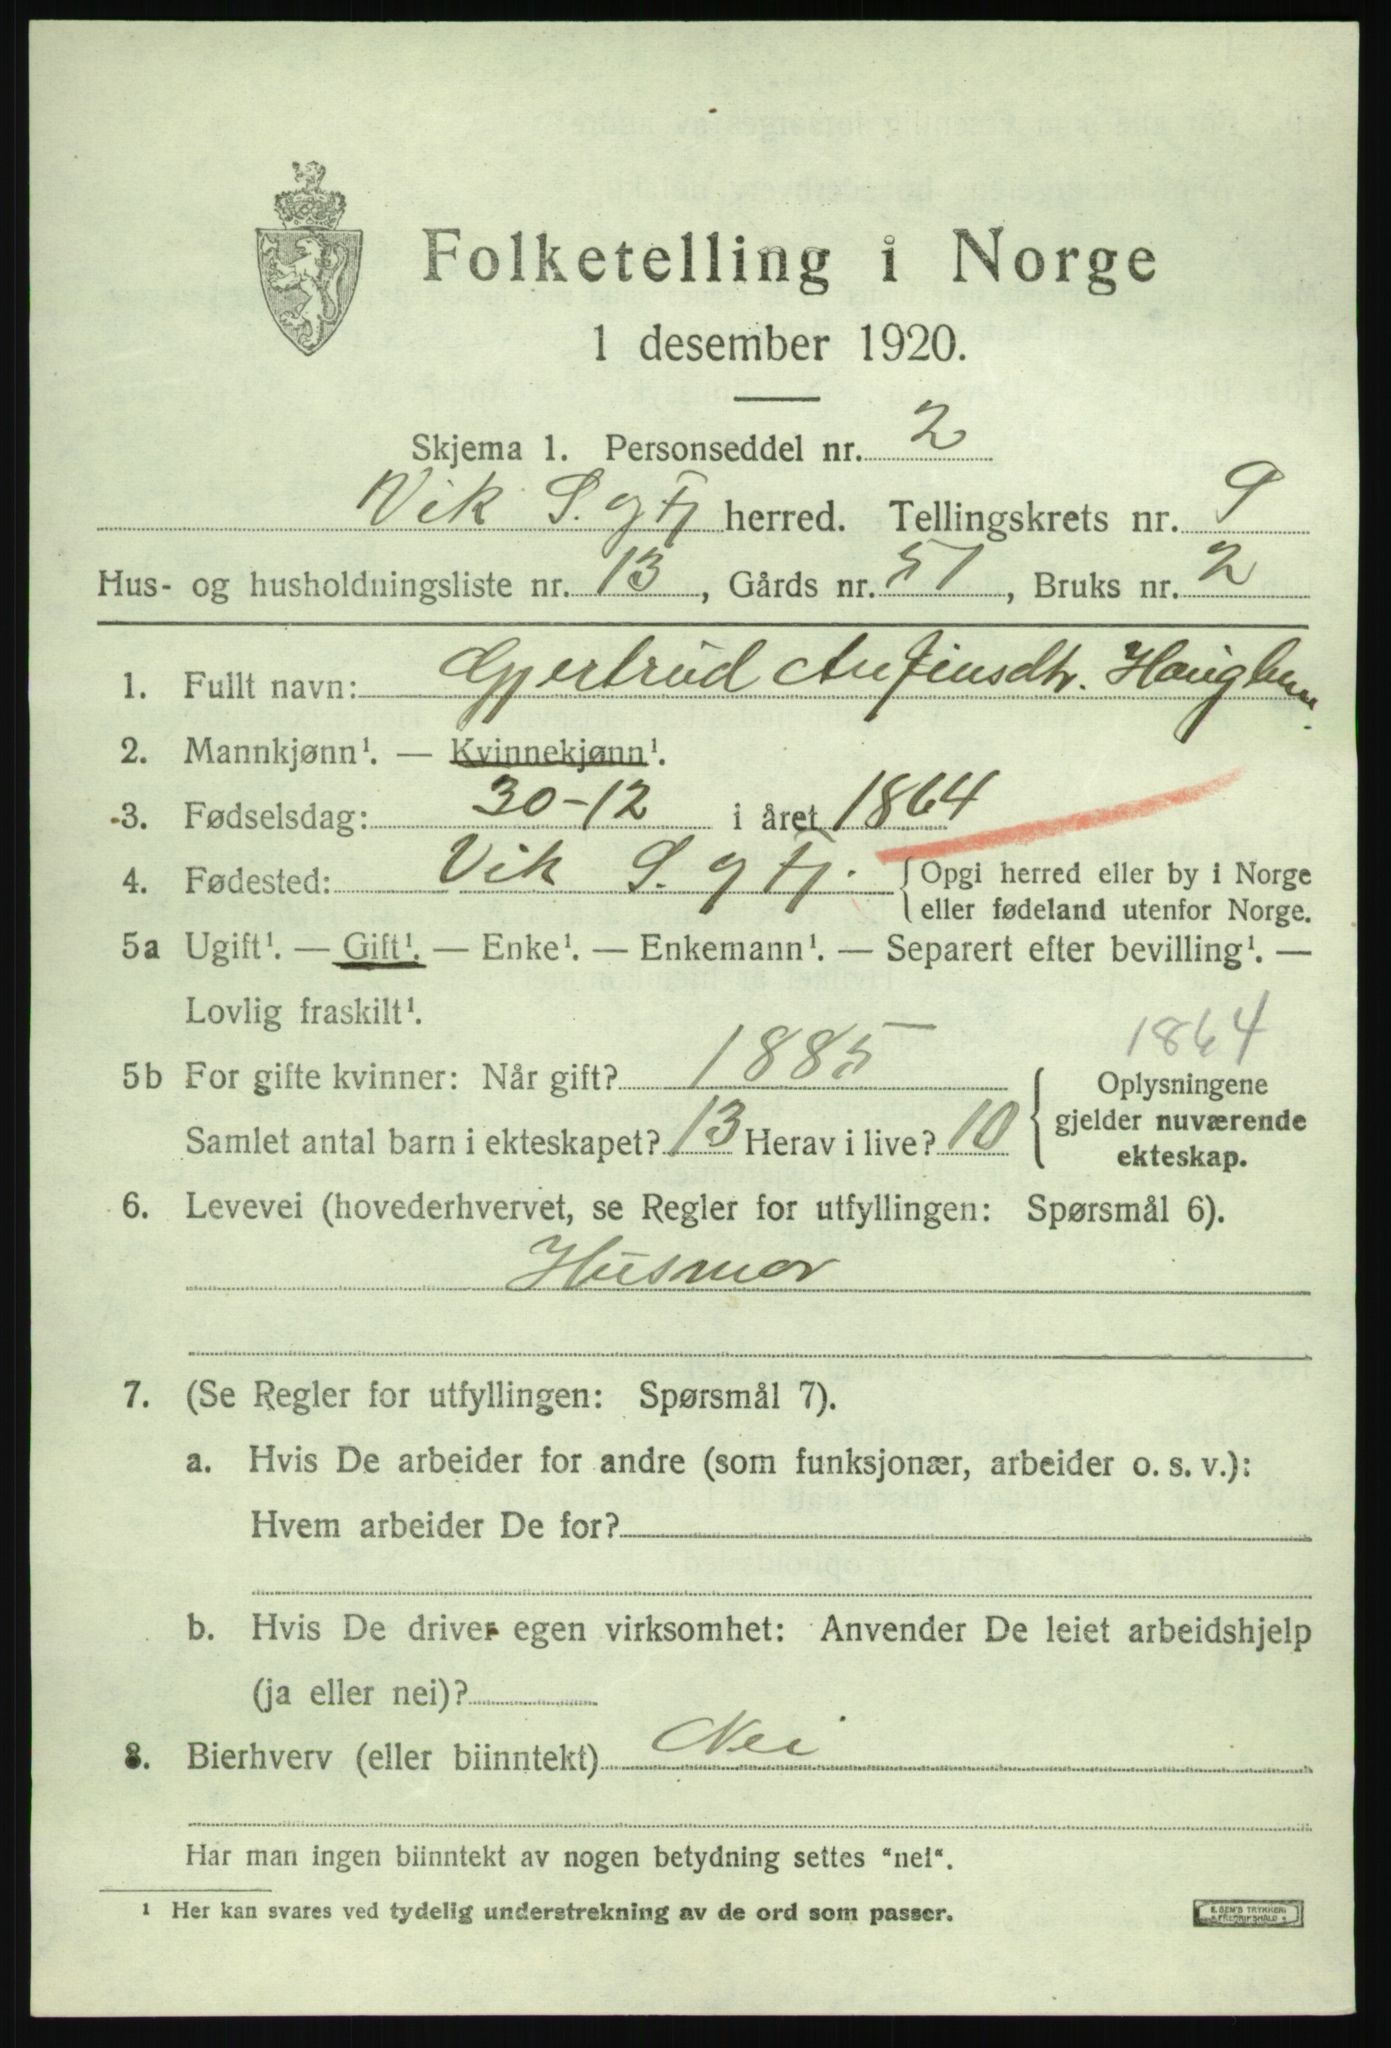 Folketelling i Norge
1 desember 1920.
Skjema 1. Personseddel nr. 2
Vik S. og Fj herred. Tellingskrets nr. 9
Hus- og husholdningsliste nr. 13, Gårds nr. 51, Bruks nr. 2
1. Fullt navn: Gjertrud Anfinsdtr.
2. Mannkjønn¹. — Kvinnekjønn¹.
3. Fødselsdag: 30-12 i året 1864
4. Fødested: Vik S. og Fj. { Opgi herred eller by i Norge
eller fødeland utenfor Norge.
5a Ugift¹. — Gift¹. — Enke¹. — Enkemann¹. — Separert efter bevilling¹. —
Lovlig fraskilt¹.
1864
5b For gifte kvinner: Når gift? 1885
Samlet antal barn i ekteskapet? 13 Herav i live? 10
{ Oplysningene
gjelder nuværende
ekteskap.
6. Levevei (hovederhvervet, se Regler for utfyllingen: Spørsmål 6).
Husmor
7. (Se Regler for utfyllingen: Spørsmål 7).
a. Hvis De arbeider for andre (som funksjonær, arbeider o. s. v.):
Hvem arbeider De for?
b. Hvis De driver egen virksomhet: Anvender De leiet arbeidshjelp
(ja eller nei)?
8. Bierhverv (eller biinntekt) Nei
Har man ingen biinntekt av nogen betydning settes "nei".
¹ Her kan svares ved tydelig understrekning av de ord som passer.